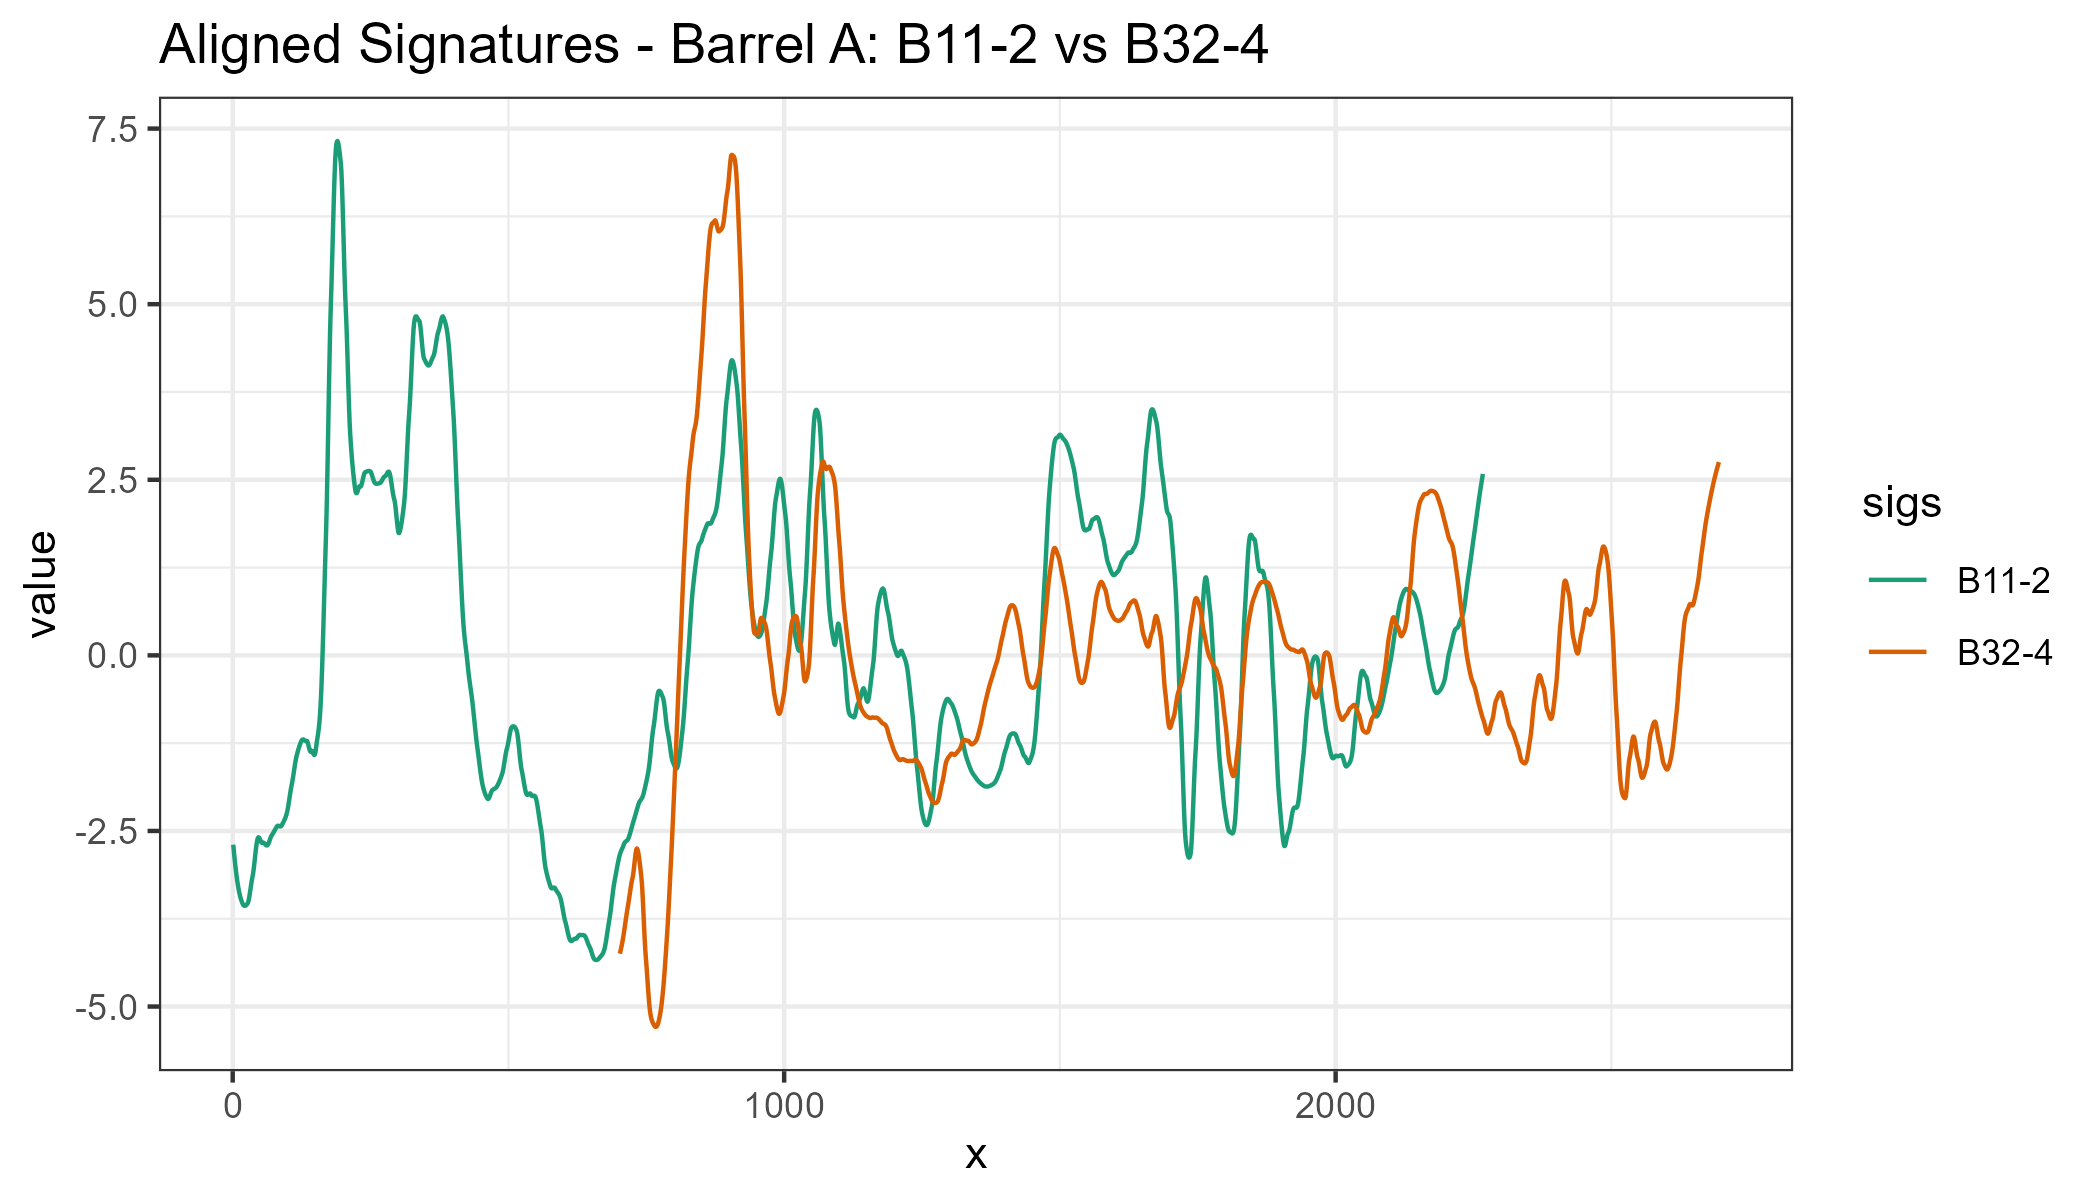 Aligned Signatures - Barrel A: B11-2 vs B32-4
7.5
5.0
2.5
0.0
-2.5
-5.0
value
0
1000
2000
x
sigs
B11-2
B32-4